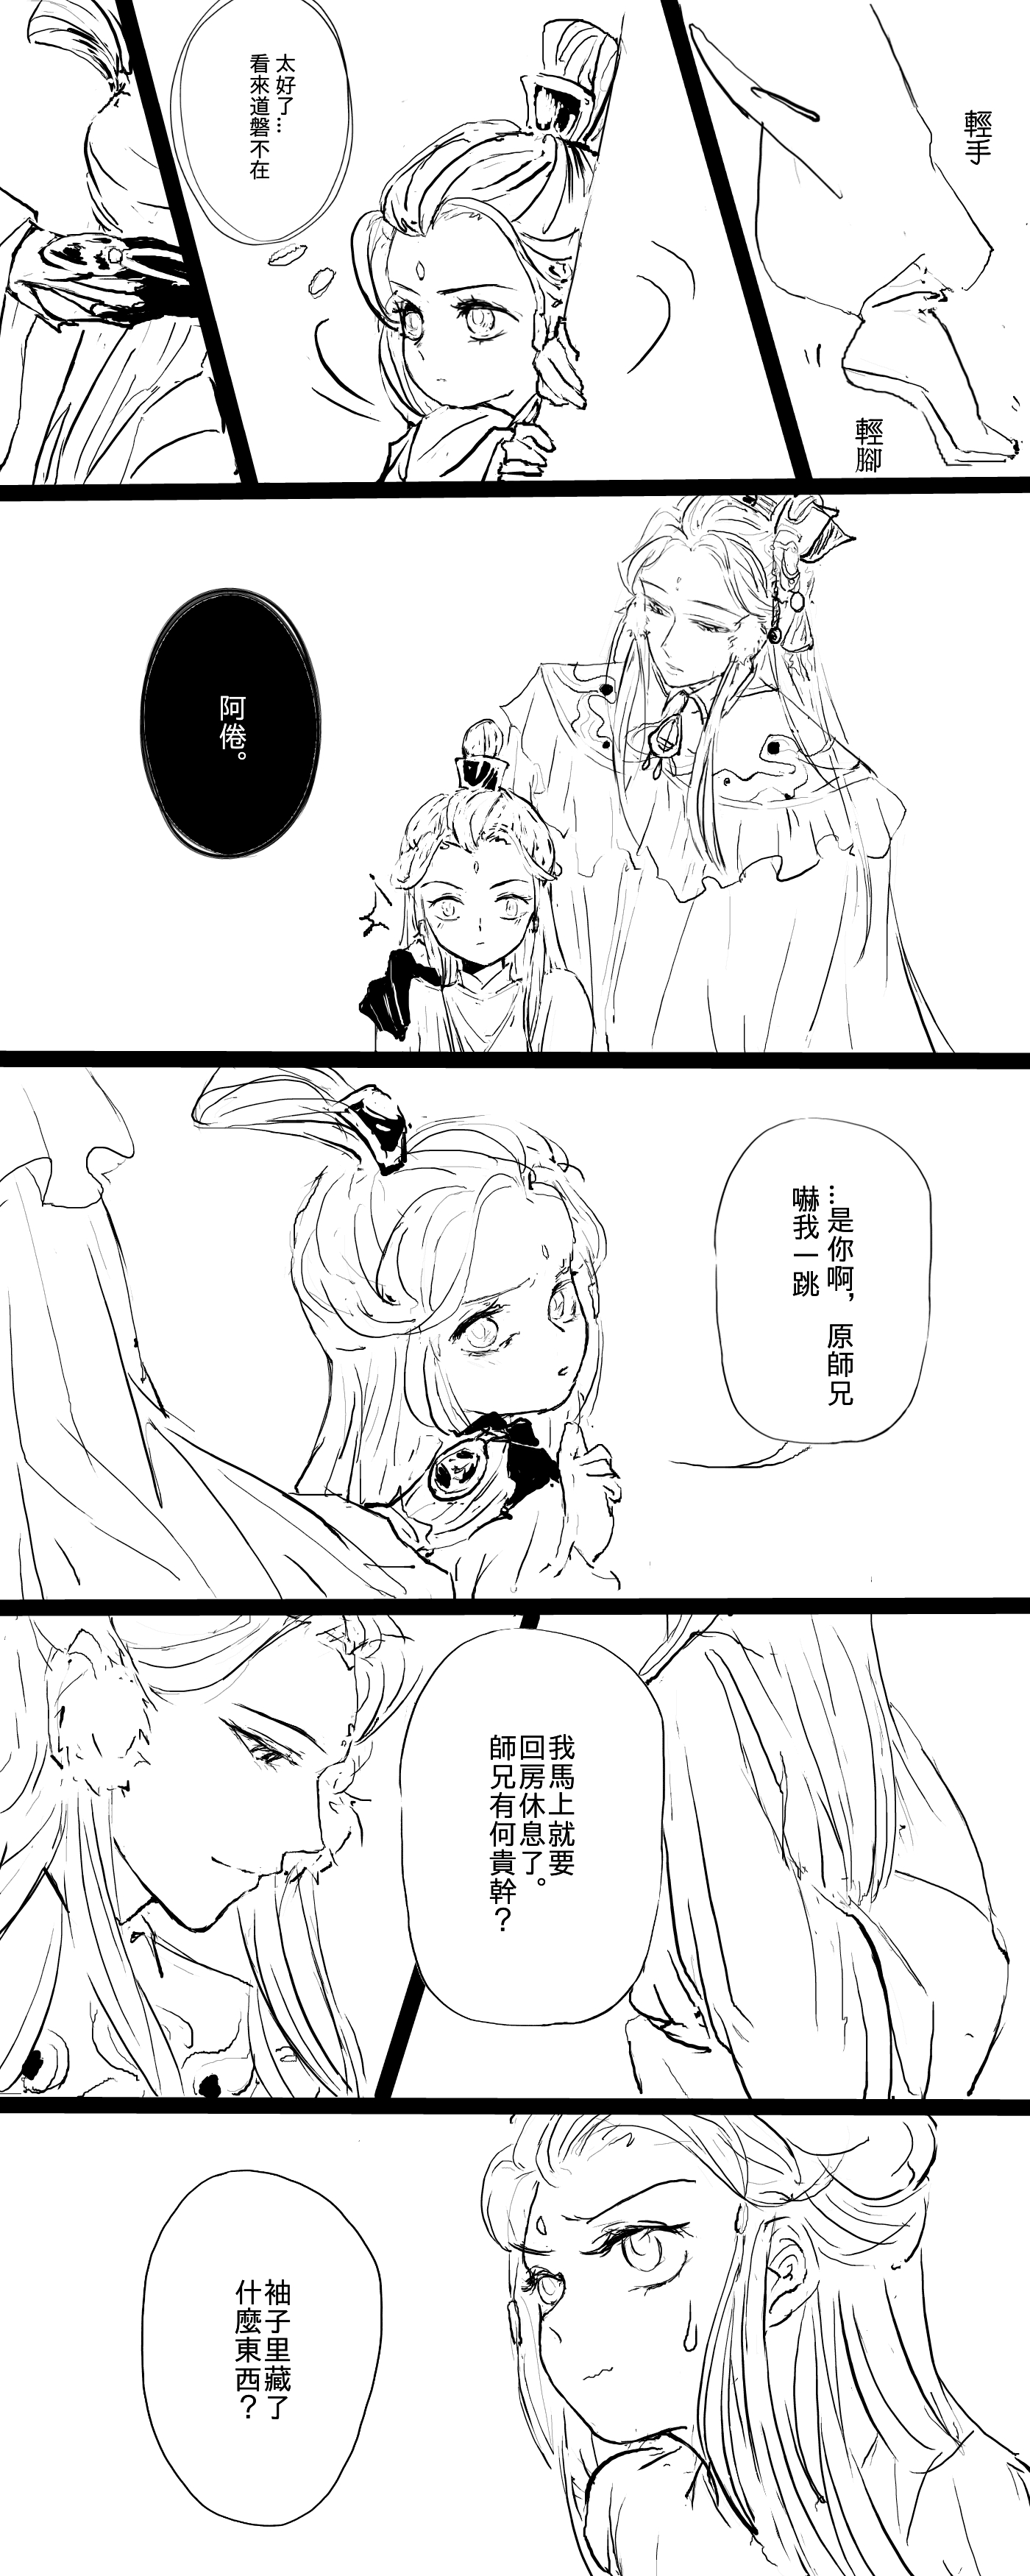 輕手
輕腳
太好了…
看來道磐不在
阿倦。
…是你啊，原師兄
嚇我一跳
我馬上就要
回房休息了。
師兄有何貴幹？
袖子里藏了
什麼東西？